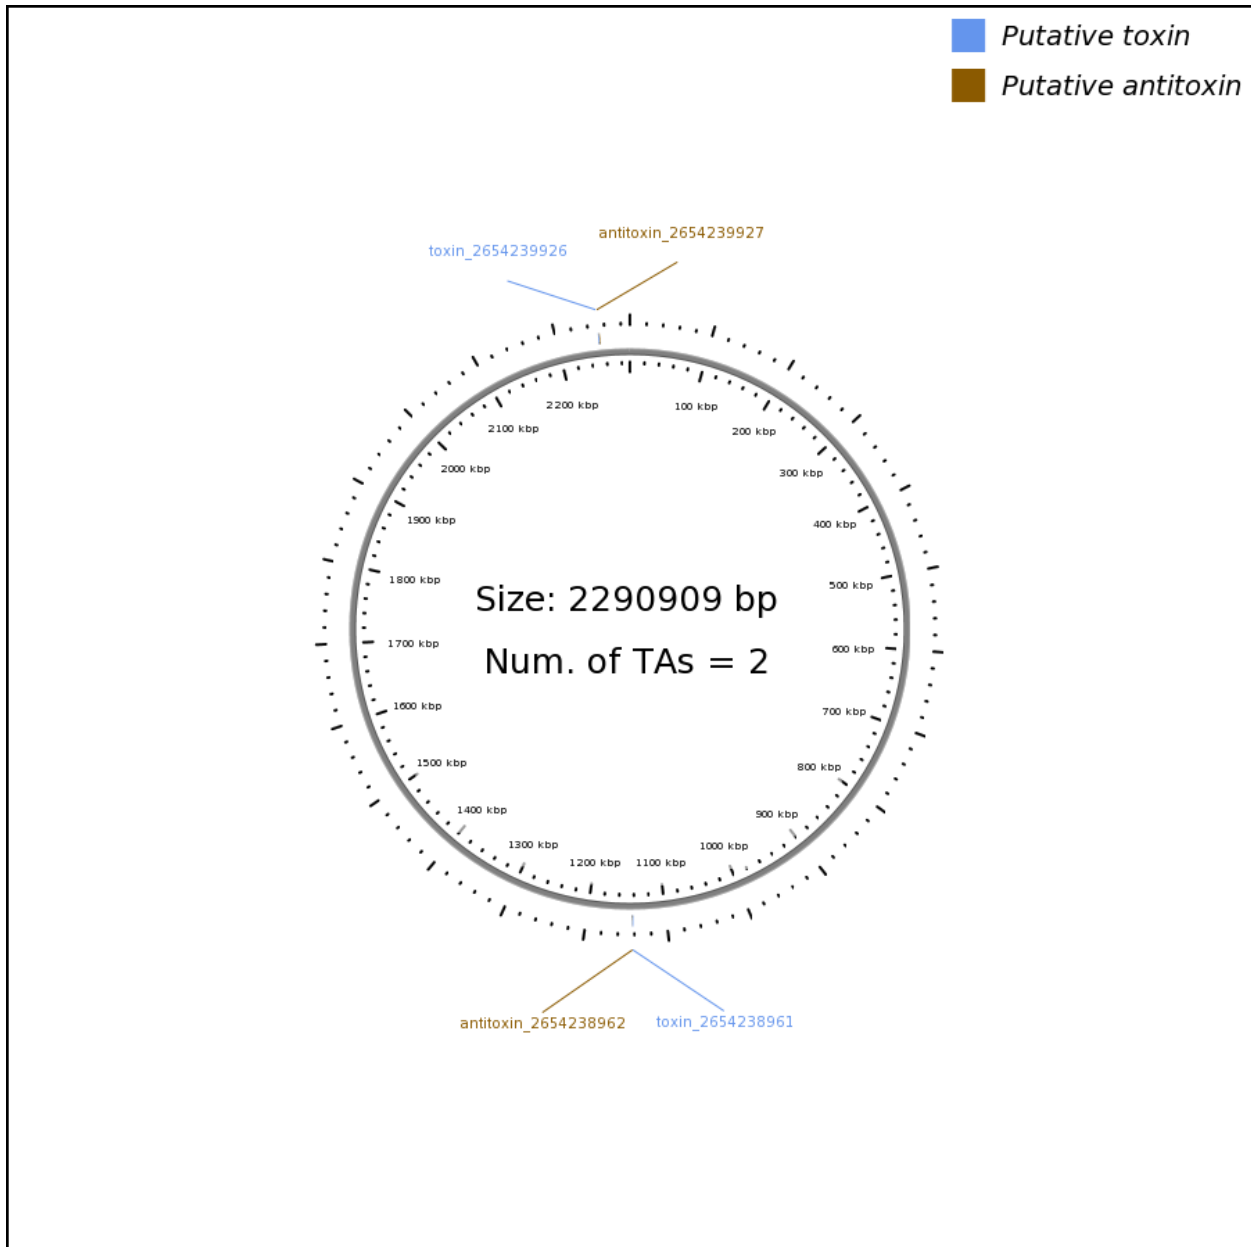 Putative toxin
Putative antitoxin
antitoxin_2654239927
toxin_2654239926
2200 kbp
100 kbp
2100 kbp
200 kbp
2000 kbp
300 kbp
1900 kbp
400 kbp
1800 kbp
500 kbp
Size: 2290909 bp
1700 kbp
600 kbp
Num. of TAs = 2
1600 kbp
700 kbp
1500 kbp
800 kbp
1400 kbp
900 kbp
1300 kbp
1000 kbp
1200 kbp
1100 kbp
antitoxin_2654238962
toxin_2654238961